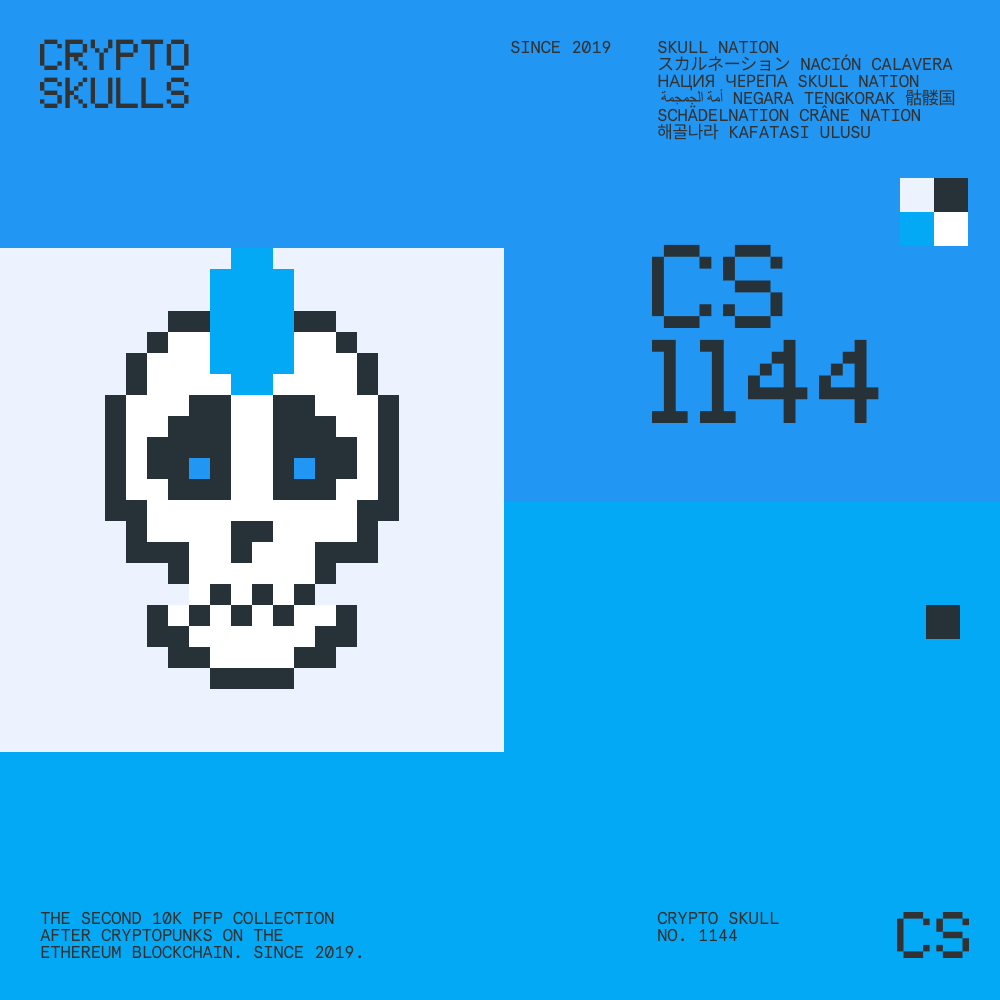 CRYPTO
SKULLS
SINCE 2019
SKULL NATION
スカルネーション NACIÓN CALAVERA
НАЦИЯ ЧЕРЕПА SKULL NATION
أمة الجمجمة NEGARA TENGKORAK 骷髅国
SCHÄDELNATION CRÂNE NATION
해골나라 KAFATASI ULUSU
CS
1144
THE SECOND 10K PFP COLLECTION
AFTER CRYPTOPUNKS ON THE
ETHEREUM BLOCKCHAIN. SINCE 2019.
CRYPTO SKULL
NO. 1144
CS